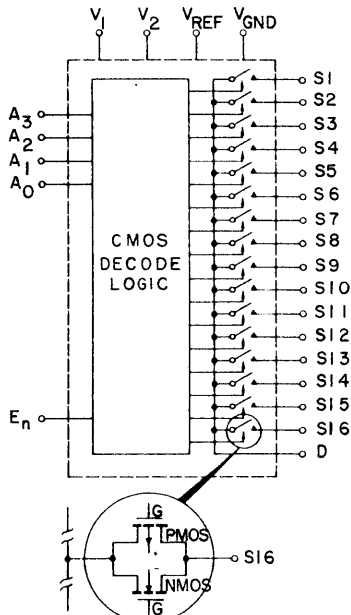 V1 V2 VREF VGND
A3
A2
A1
A0
En
CMOS
DECODE
LOGIC
S1
S2
S3
S4
S5
S6
S7
S8
S9
S10
S11
S12
S13
S14
S15
S16
D
G
PMOS
NMOS
G
S16